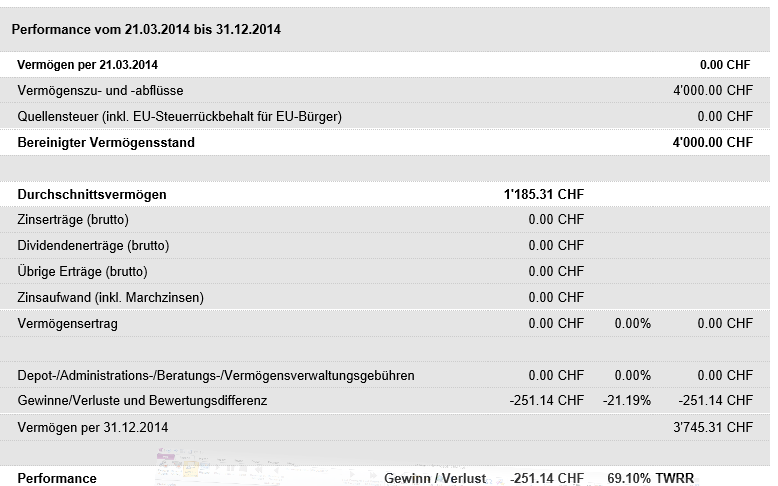 Performance vom 21.03.2014 bis 31.12.2014
Vermögen per 21.03.2014 0.00 CHF
Vermögenszu- und -abflüsse 4'000.00 CHF
Quellensteuer (inkl. EU-Steuerrückbehalt für EU-Bürger) 0.00 CHF
Bereinigter Vermögensstand 4'000.00 CHF
Durchschnittsvermögen 1'185.31 CHF
Zinserträge (brutto) 0.00 CHF
Dividendenerträge (brutto) 0.00 CHF
Übrige Erträge (brutto) 0.00 CHF
Zinsaufwand (inkl. Marchzinsen) 0.00 CHF
Vermögensertrag 0.00 CHF 0.00% 0.00 CHF
Depot-/Administrations-/Beratungs-/Vermögensverwaltungsgebühren 0.00 CHF 0.00% 0.00 CHF
Gewinne/Verluste und Bewertungsdifferenz -251.14 CHF -21.19% -251.14 CHF
Vermögen per 31.12.2014 3'745.31 CHF
Performance Gewinn / Verlust -251.14 CHF 69.10% TWRR